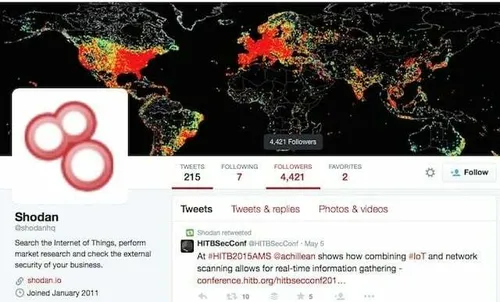 4,421 Followers
TWEETS FOLLOWING FOLLOWERS FAVORITES
215 7 4,421 2
Follow
Shodan
@shodanhq
Search the Internet of Things, perform
market research and check the external
security of your business.
shodan.io
Joined January 2011
Tweets Tweets & replies Photos & videos
Shodan retweeted
HITBSecConf @HITBSecConf · May 5
At #HITB2015AMS @achillean shows how combining #IoT and network
scanning allows for real-time information gathering -
conference.hitb.org/hitbsecconf201...
10 5